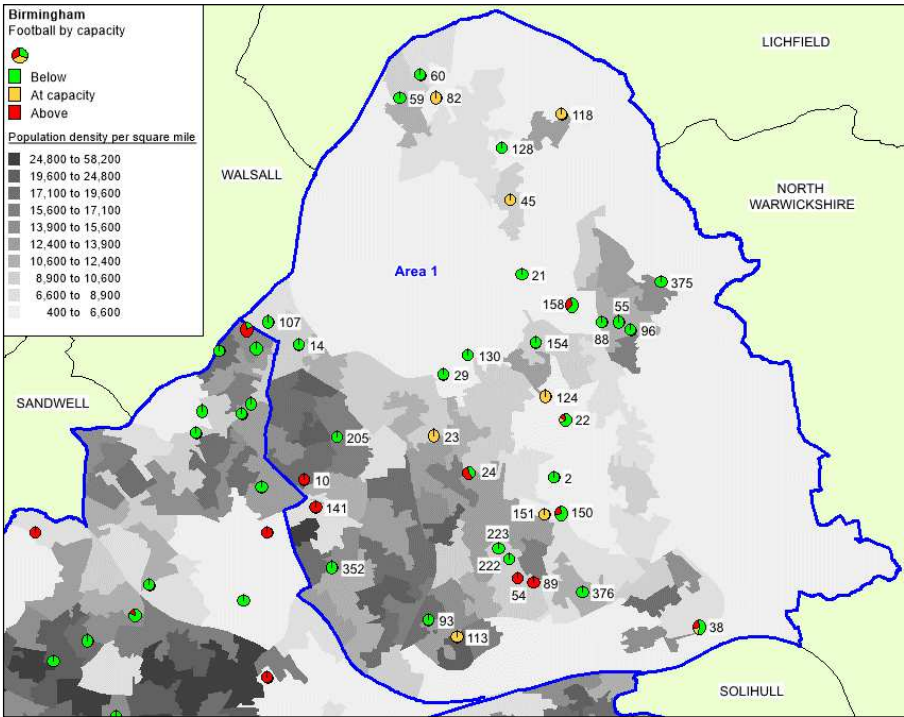 Birmingham
Football by capacity
Below
At capacity
Above
Population density per square mile
24,800 to 58,200
19,600 to 24,800
17,100 to 19,600
15,600 to 17,100
13,900 to 15,600
12,400 to 13,900
10,600 to 12,400
8,900 to 10,600
6,600 to 8,900
400 to 6,600
LICHFIELD
60
59
82
118
128
WALSALL
NORTH
WARWICKSHIRE
45
Area 1
21
375
158
55
107
88
96
14
154
130
29
SANDWELL
124
22
205
23
24
2
10
141
151
150
223
222
352
54
89
376
93
38
113
SOLIHULL